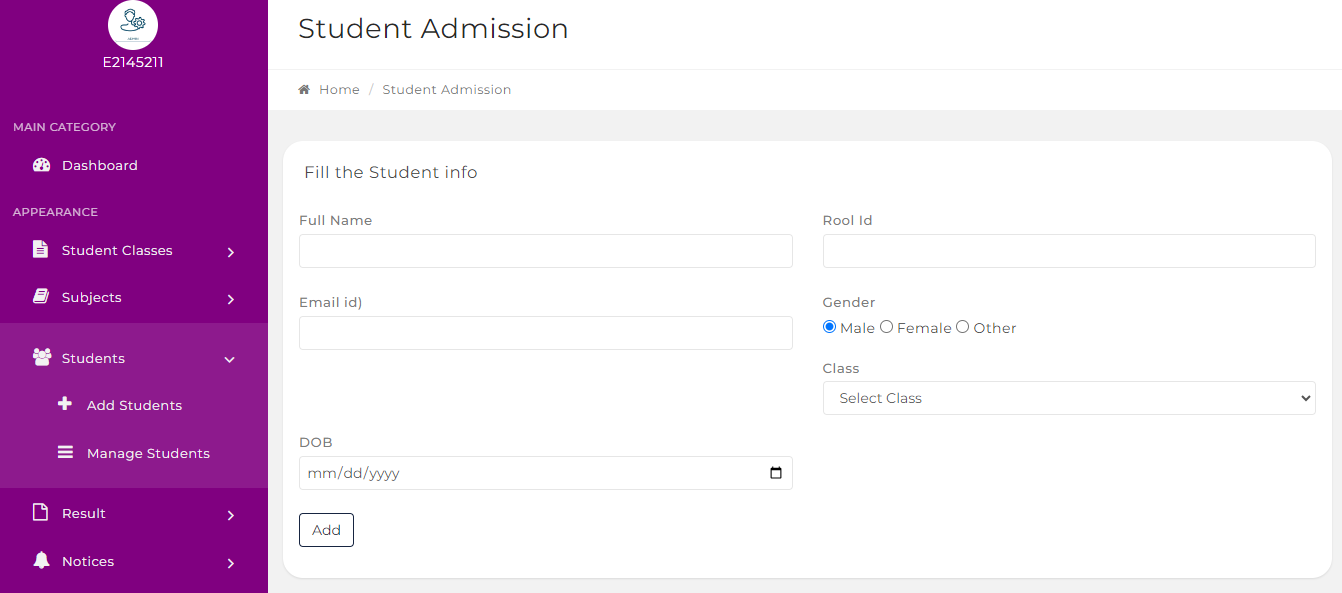 E2145211
MAIN CATEGORY
Dashboard
APPEARANCE
Student Classes
Subjects
Students
Add Students
Manage Students
Result
Notices
Student Admission
Home / Student Admission
Fill the Student info
Full Name
Rool Id
Email id)
Gender
Male Female Other
Class
Select Class
DOB
mm/dd/yyyy
Add